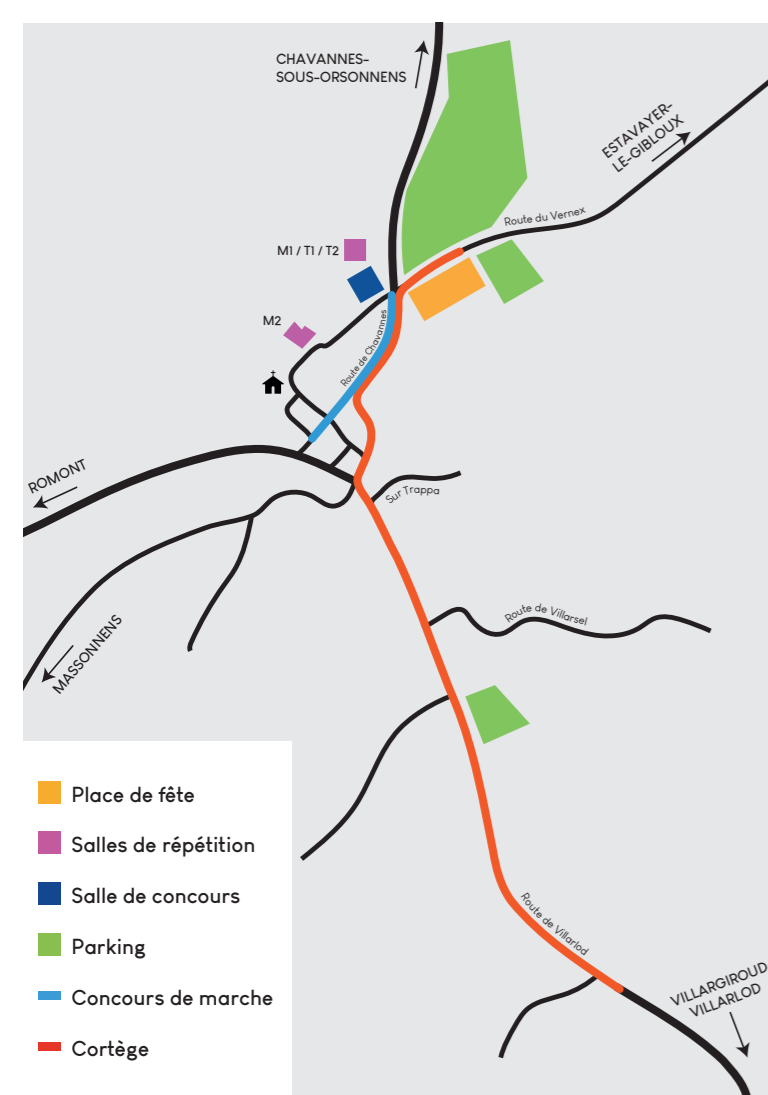 CHAVANNES-
SOUS-ORSONNENS
ESTAVAYER-
LE-GIBLOUX
Route du Vernex
M1 / T1 / T2
M2
Route de Chavannes
ROMONT
Sur Trappa
MASSONNENS
Route de Villarsel
Place de fête
Salles de répétition
Salle de concours
Parking
Concours de marche
Cortège
Route de Villarlod
VILLARGIROUD
VILLARLOD